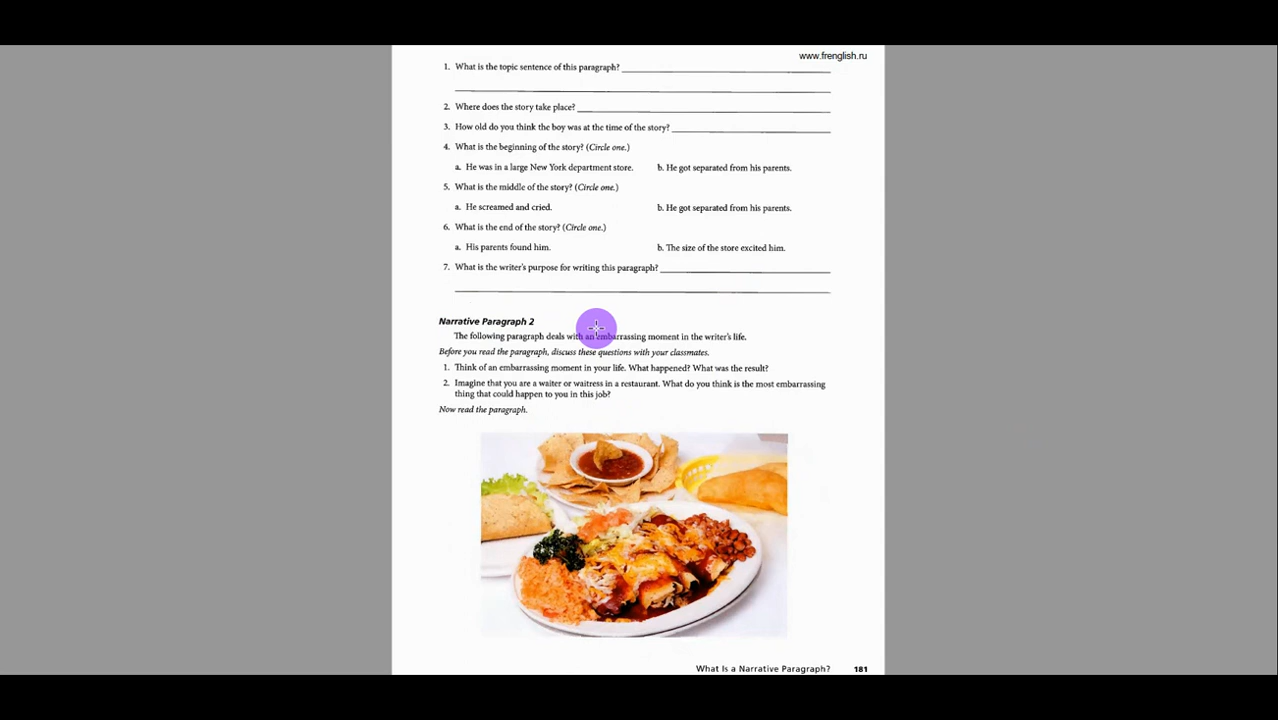 www.frenglish.ru
1. What is the topic sentence of this paragraph?
2. Where does the story take place?
3. How old do you think the boy was at the time of the story?
4. What is the beginning of the story? (Circle one.)
a. He was in a large New York department store. b. He got separated from his parents.
5. What is the middle of the story? (Circle one.)
a. He screamed and cried. b. He got separated from his parents.
6. What is the end of the story? (Circle one.)
a. His parents found him. b. The size of the store excited him.
7. What is the writer's purpose for writing this paragraph?
Narrative Paragraph 2
The following paragraph deals with an embarrassing moment in the writer's life.
Before you read the paragraph, discuss these questions with your classmates.
1. Think of an embarrassing moment in your life. What happened? What was the result?
2. Imagine that you are a waiter or waitress in a restaurant. What do you think is the most embarrassing
thing that could happen to you in this job?
Now read the paragraph.
What Is a Narrative Paragraph? 181